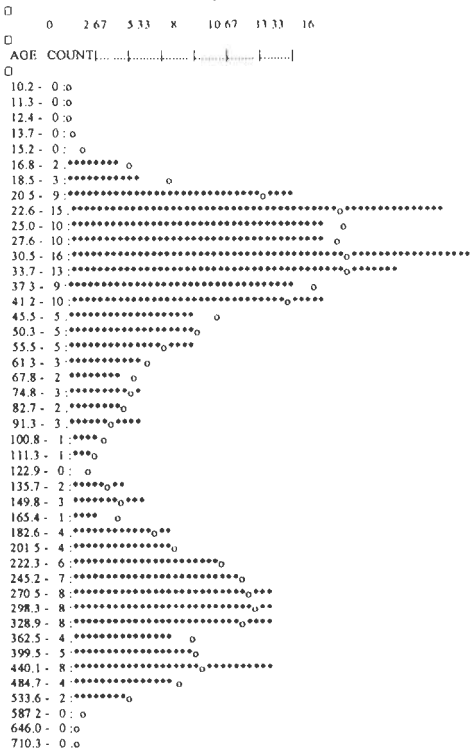 0 2.67 5.33 8 10.67 13.33 16
AGE COUNT|....|....|....|....|....|....|
10.2 - 0 :o
11.3 - 0 :o
12.4 - 0 :o
13.7 - 0 : o
15.2 - 0 : o
16.8 - 2 .******** o
18.5 - 3 :************ o
20 5 - 9 :********************************o*****
22.6 - 15 .*********************************************o*****************
25.0 - 10 :****************************************** o
27.6 - 10 :****************************************** o
30.5 - 16 :**********************************************o********************
33.7 - 13 :**********************************************o********
37 3 - 9 .************************************* o
41 2 - 10 :************************************o*****
45.5 - 5 .********************* o
50.3 - 5 :*********************o
55.5 - 5 :***************o*****
61 3 - 3 .************ o
67.8 - 2 ******** o
74.8 - 3 :**********o*
82.7 - 2 .********o
91.3 - 3 .******o*****
100.8 - 1 :**** o
111.3 - 1 :***o
122.9 - 0 : o
135.7 - 2 :******o**
149.8 - 3 ********o***
165.4 - 1 :**** o
182.6 - 4 .**************o**
201 5 - 4 :*****************o
222.3 - 6 :*************************o
245.2 - 7 :****************************o
270 5 - 8 :*****************************o***
298.3 - 8 :******************************o**
328.9 - 8 :****************************o****
362.5 - 4 .***************** o
399.5 - 5 :*********************o
440.1 - 8 :*********************o***********
484.7 - 4 :***************** o
533.6 - 2 :********o
587 2 - 0 : o
646.0 - 0 :o
710.3 - 0 .o